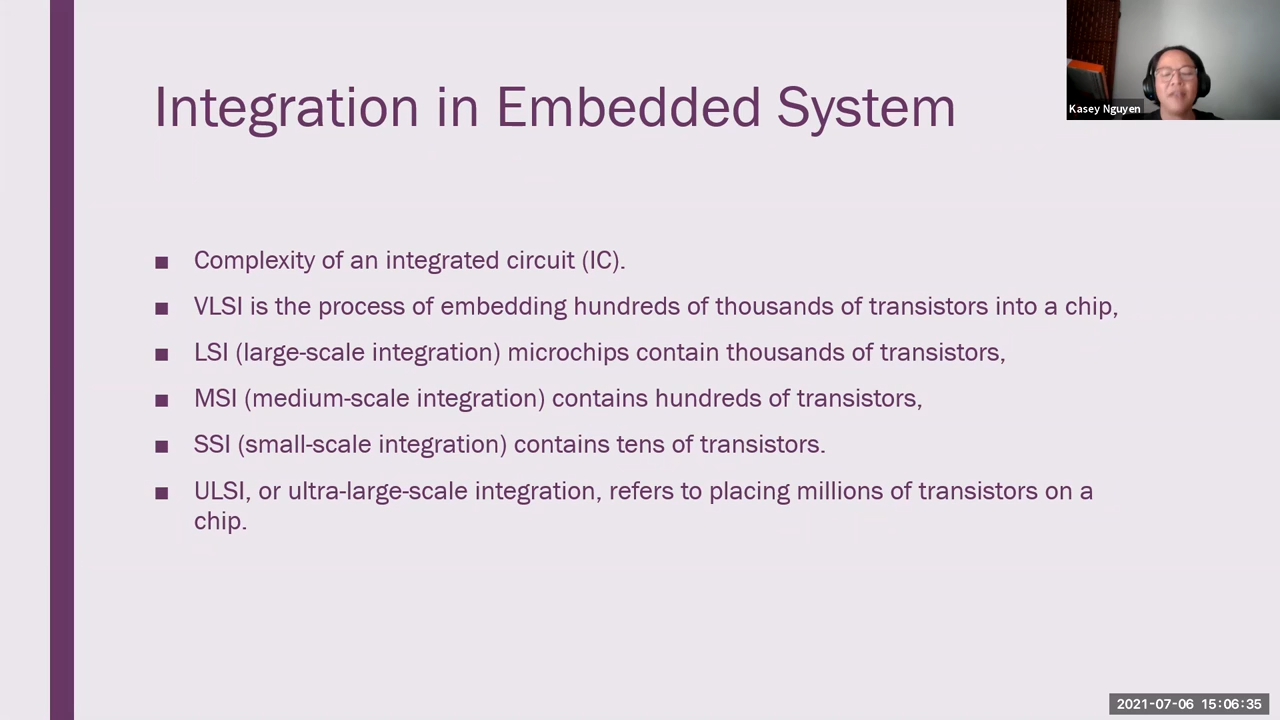 Integration in Embedded System
Kasey Nguyen
■ Complexity of an integrated circuit (IC).
■ VLSI is the process of embedding hundreds of thousands of transistors into a chip,
■ LSI (large-scale integration) microchips contain thousands of transistors,
■ MSI (medium-scale integration) contains hundreds of transistors,
■ SSI (small-scale integration) contains tens of transistors.
■ ULSI, or ultra-large-scale integration, refers to placing millions of transistors on a
chip.
2021-07-06 15:06:35